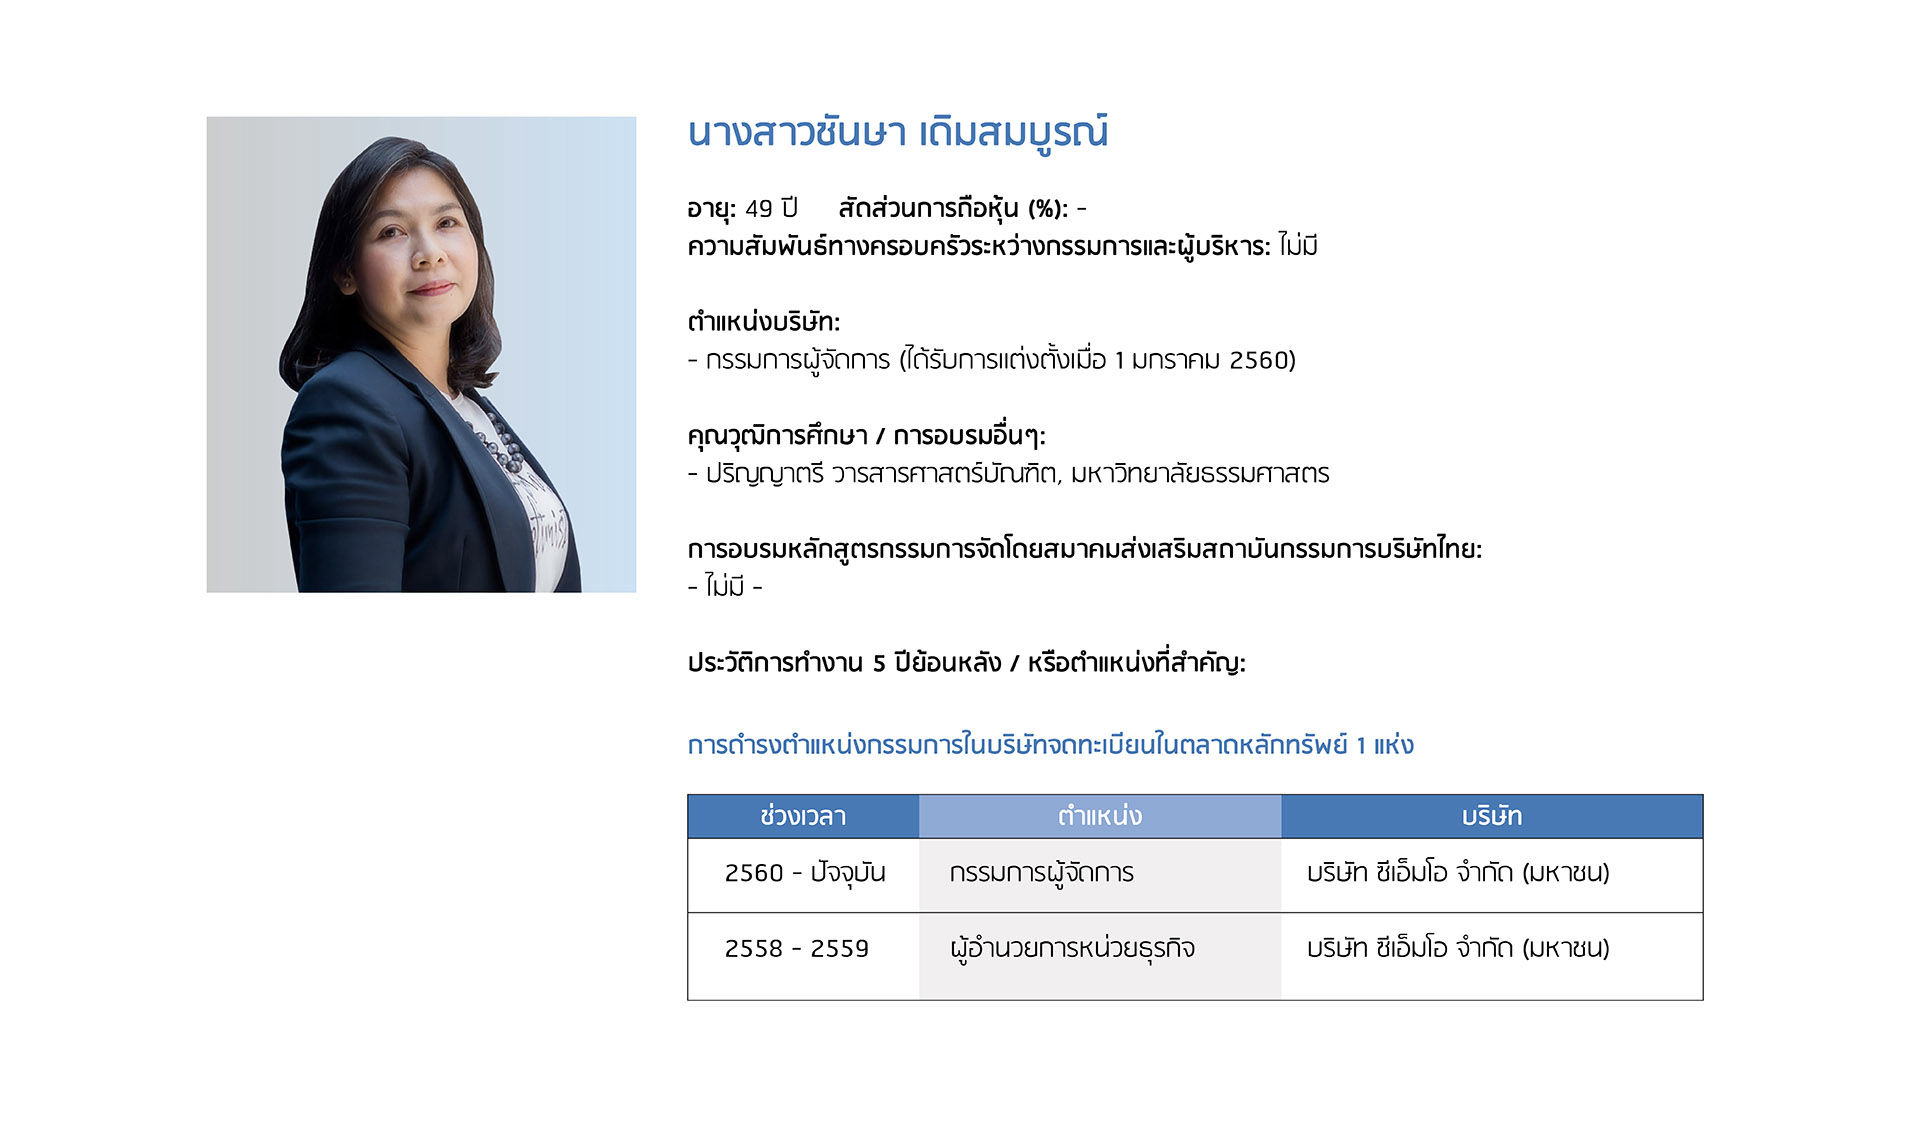 นางสาวชันษา เดิมสมบูรณ์
อายุ: 49 ปี สัดส่วนการถือหุ้น (%): -
ความสัมพันธ์ทางครอบครัวระหว่างกรรมการและผู้บริหาร: ไม่มี
ตำแหน่งบริษัท:
- กรรมการผู้จัดการ (ได้รับการแต่งตั้งเมื่อ 1 มกราคม 2560)
คุณวุฒิการศึกษา / การอบรมอื่นๆ:
- ปริญญาตรี วารสารศาสตร์บัณฑิต, มหาวิทยาลัยธรรมศาสตร
การอบรมหลักสูตรกรรมการจัดโดยสมาคมส่งเสริมสถาบันกรรมการบริษัทไทย:
- ไม่มี -
ประวัติการทำงาน 5 ปีย้อนหลัง / หรือตำแหน่งที่สำคัญ:
การดำรงตำแหน่งกรรมการในบริษัทจดทะเบียนในตลาดหลักทรัพย์ 1 แห่ง
ช่วงเวลา ตำแหน่ง บริษัท
2560 - ปัจจุบัน กรรมการผู้จัดการ บริษัท ซีเอ็มโอ จำกัด (มหาชน)
2558 - 2559 ผู้อำนวยการหน่วยธุรกิจ บริษัท ซีเอ็มโอ จำกัด (มหาชน)